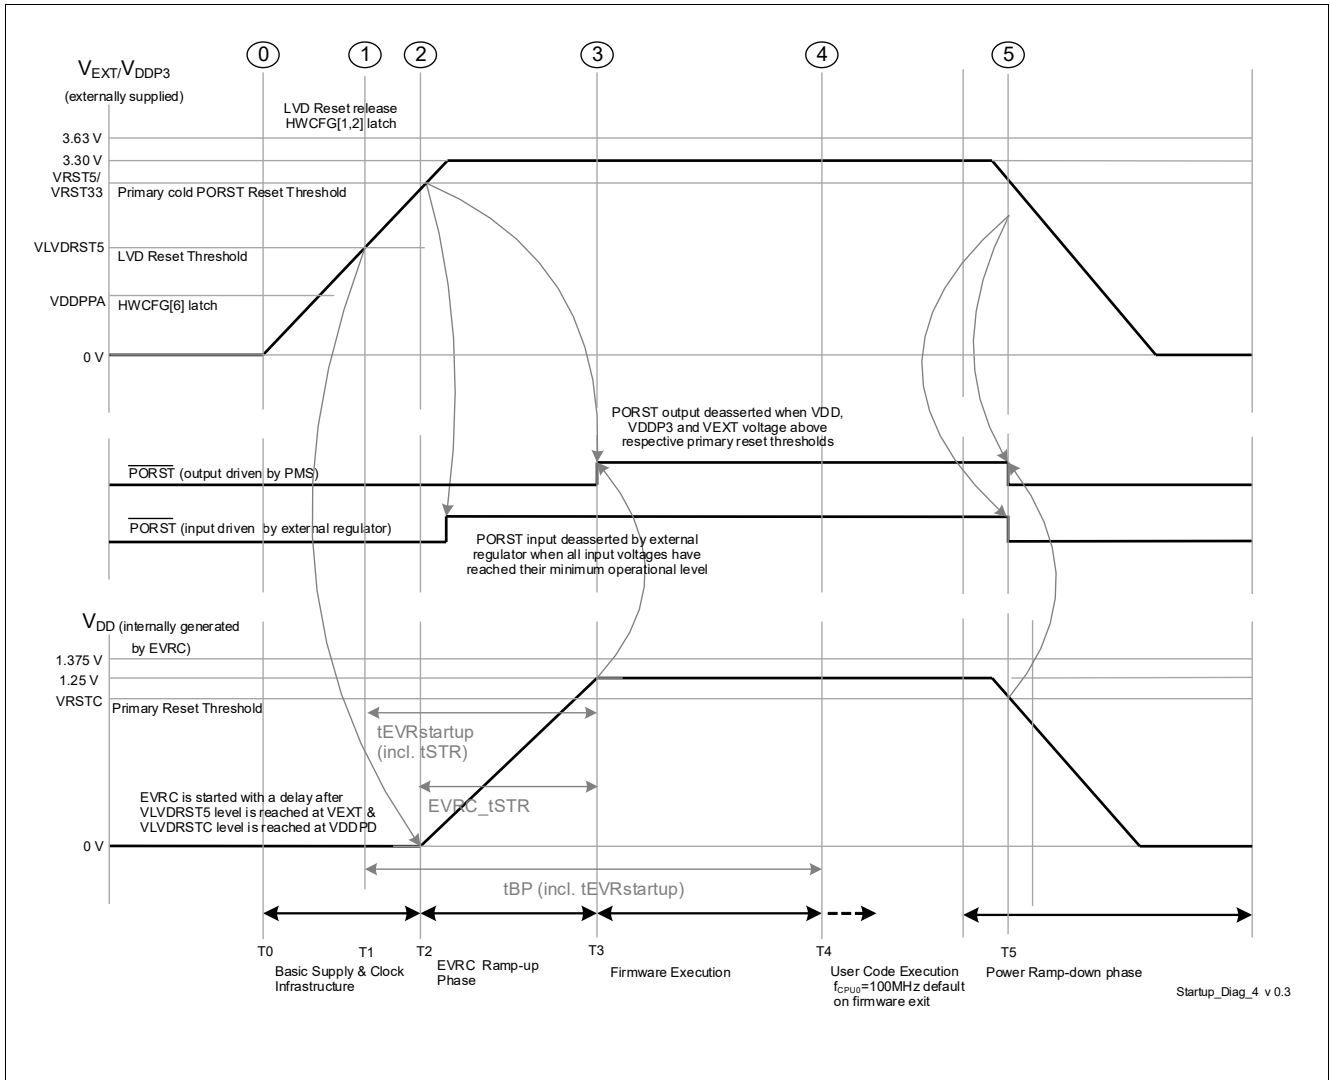 0
1
2
3
4
5
VEXT/VDDP3
(externally supplied)
LVD Reset release
HWCFG[1,2] latch
3.63 V
3.30 V
VRST5/
VRST33
Primary cold PORST Reset Threshold
VLVDRST5
LVD Reset Threshold
VDDPPA
HWCFG[6] latch
0 V
PORST output deasserted when VDD,
VDDP3 and VEXT voltage above
respective primary reset thresholds
PORST (output driven by PMS)
PORST (input driven by external regulator)
PORST input deasserted by external
regulator when all input voltages have
reached their minimum operational level
VDD (internally generated
by EVRC)
1.375 V
1.25 V
VRSTC
Primary Reset Threshold
tEVRstartup
(incl. tSTR)
EVRC_tSTR
EVRC is started with a delay after
VLVDRST5 level is reached at VEXT &
VLVDRSTC level is reached at VDDPD
0 V
tBP (incl. tEVRstartup)
T0
T1
T2
T3
T4
T5
Basic Supply & Clock
Infrastructure
EVRC Ramp-up
Phase
Firmware Execution
User Code Execution
fCPU0=100MHz default
on firmware exit
Power Ramp-down phase
Startup_Diag_4 v 0.3